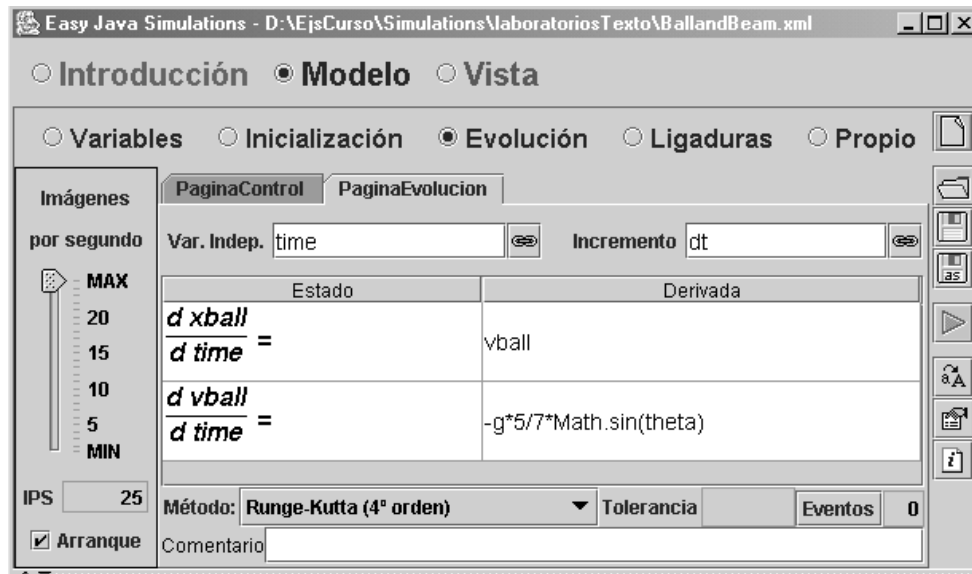 Easy Java Simulations - D:\EjsCurso\Simulations\laboratoriosTexto\BallandBeam.xml
Introducción Modelo Vista
Variables Inicialización Evolución Ligaduras Propio
Imágenes
por segundo
MAX
20
15
10
5
MIN
IPS 25
Arranque
PaginaControl PaginaEvolucion
Var. Indep. time Incremento dt
Estado Derivada
d xball
d time
=
vball
d vball
d time
=
-g*5/7*Math.sin(theta)
Método: Runge-Kutta (4º orden) Tolerancia Eventos 0
Comentario
as
aA
i